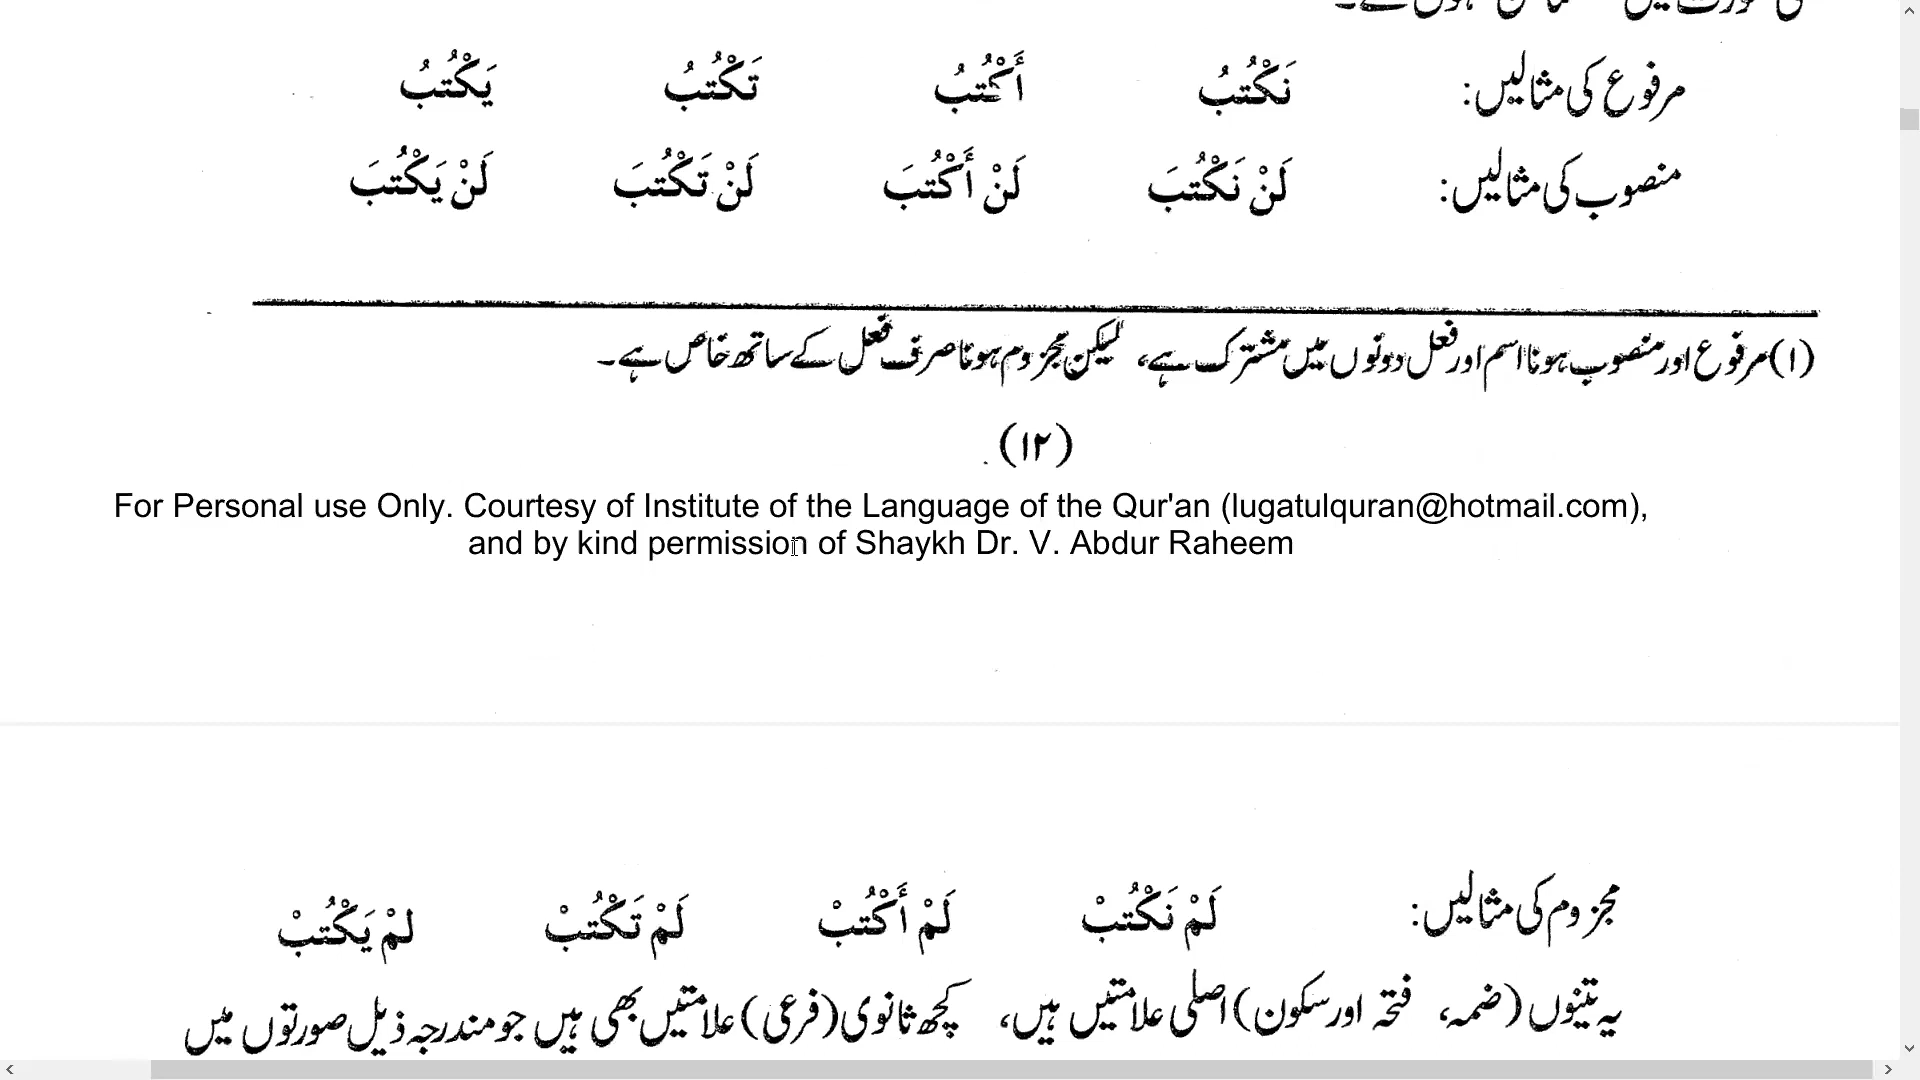 مرفوع کی مثالیں: نَكْتُبُ أَكْتُبُ تَكْتُبُ يَكْتُبُ
منصوب کی مثالیں: لَنْ نَكْتُبَ لَنْ أَكْتُبَ لَنْ تَكْتُبَ لَنْ يَكْتُبَ
(۱) مرفوع اور منصوب ہونا اسم اور فعل دونوں میں مشترک ہے، لیکن مجزوم ہونا صرف فعل کے ساتھ خاص ہے۔
(۱۲)
For Personal use Only. Courtesy of Institute of the Language of the Qur'an (lugatulquran@hotmail.com),
and by kind permission of Shaykh Dr. V. Abdur Raheem
مجزوم کی مثالیں: لَمْ نَكْتُبْ لَمْ أَكْتُبْ لَمْ تَكْتُبْ لمْ يَكْتُبْ
یہ تینوں (ضمہ، فتحہ اور سکون) اصلی علامتیں ہیں، کچھ ثانوی (فرعی) علامتیں بھی ہیں جو مندرجہ ذیل صورتوں میں